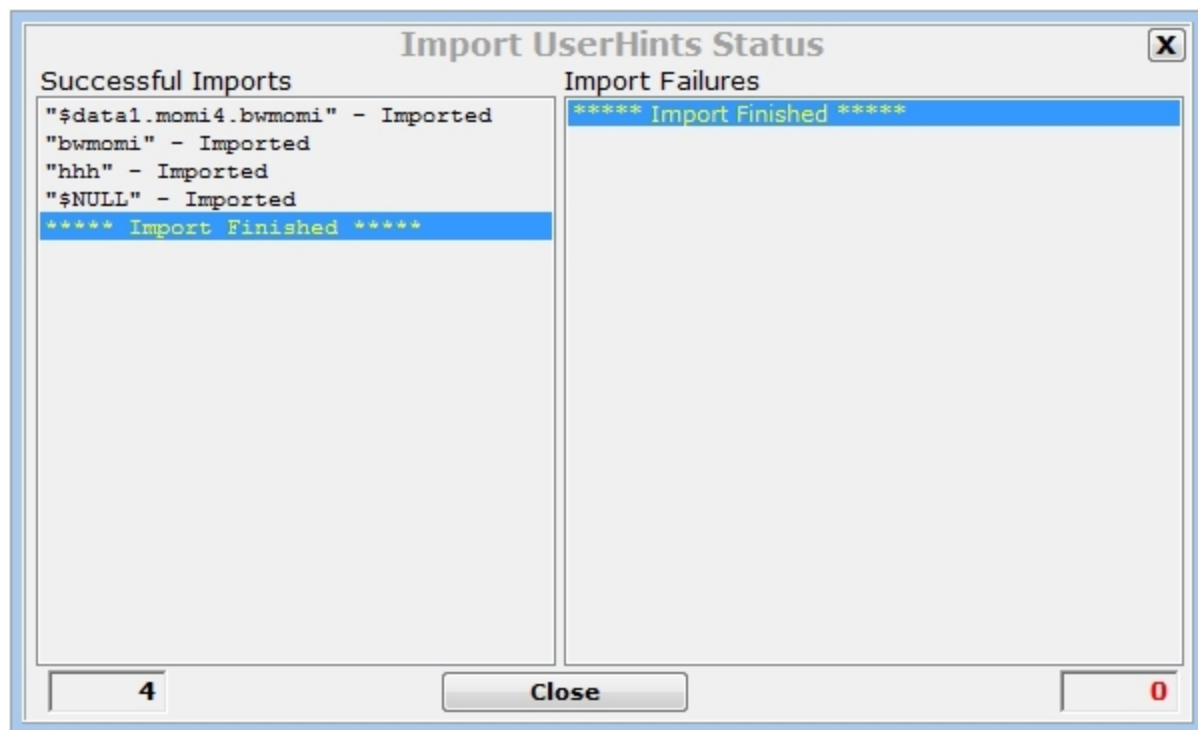 Import UserHints Status
X
Successful Imports
Import Failures
"$data1.momi4.bwmomi" - Imported
"bwmomi" - Imported
"hhh" - Imported
"$NULL" - Imported
***** Import Finished *****
***** Import Finished *****
4
Close
0